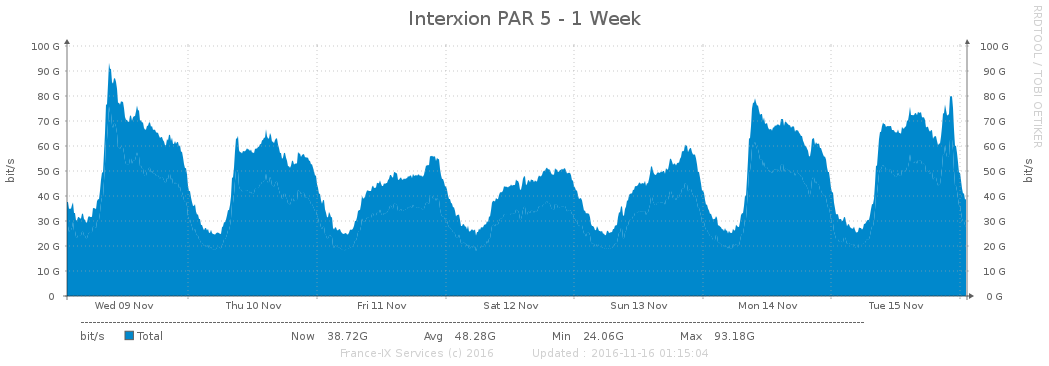 Interxion PAR 5 - 1 Week
RRDTOOL / TOBI OETIKER
bit/s
100 G
90 G
80 G
70 G
60 G
50 G
40 G
30 G
20 G
10 G
0
100 G
90 G
80 G
70 G
60 G
50 G
40 G
30 G
20 G
10 G
0 G
bit/s
Wed 09 Nov Thu 10 Nov Fri 11 Nov Sat 12 Nov Sun 13 Nov Mon 14 Nov Tue 15 Nov
bit/s Total Now 38.72G Avg 48.28G Min 24.06G Max 93.18G
France-IX Services (c) 2016 Updated : 2016-11-16 01:15:04